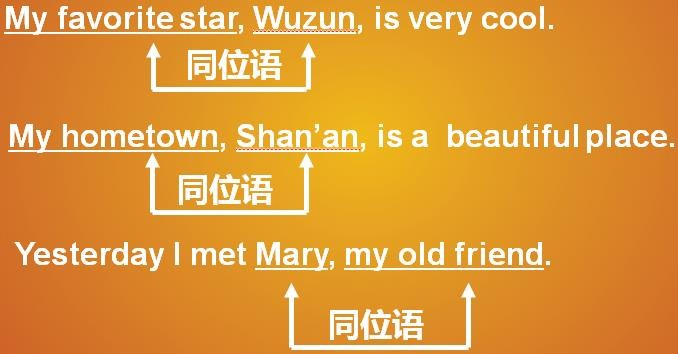 My favorite star, Wuzun, is very cool.
同位语
My hometown, Shan’an, is a beautiful place.
同位语
Yesterday I met Mary, my old friend.
同位语